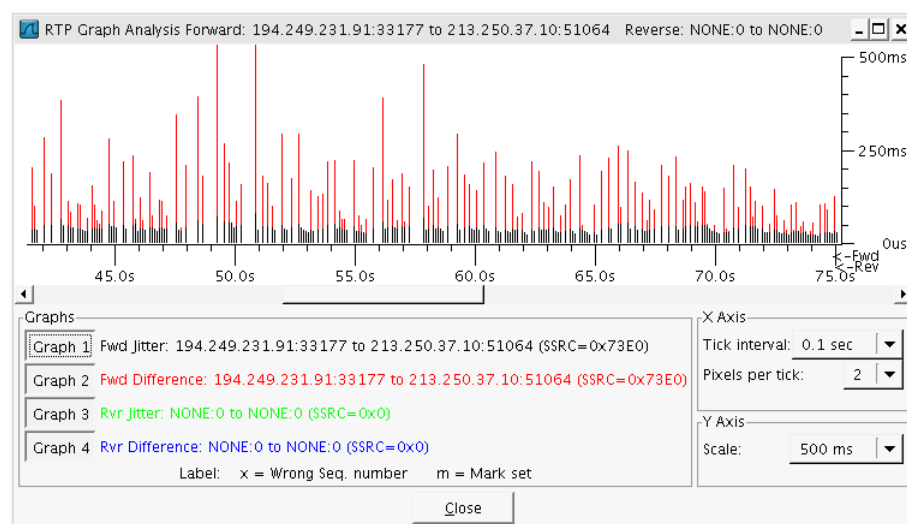 RTP Graph Analysis Forward: 194.249.231.91:33177 to 213.250.37.10:51064   Reverse: NONE:0 to NONE:0
500ms
250ms
0us
<-Fwd
<-Rev
45.0s 50.0s 55.0s 60.0s 65.0s 70.0s 75.0s
Graphs
Graph 1 Fwd Jitter: 194.249.231.91:33177 to 213.250.37.10:51064 (SSRC=0x73E0)
Graph 2 Fwd Difference: 194.249.231.91:33177 to 213.250.37.10:51064 (SSRC=0x73E0)
Graph 3 Rvr Jitter: NONE:0 to NONE:0 (SSRC=0x0)
Graph 4 Rvr Difference: NONE:0 to NONE:0 (SSRC=0x0)
Label:   x = Wrong Seq. number   m = Mark set
X Axis
Tick interval: 0.1 sec
Pixels per tick: 2
Y Axis
Scale: 500 ms
Close